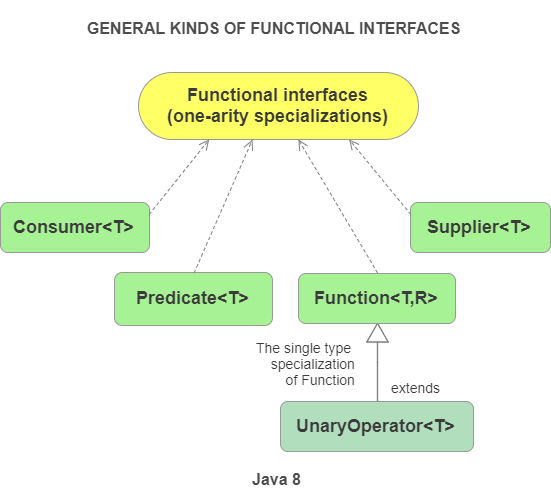 GENERAL KINDS OF FUNCTIONAL INTERFACES
Functional interfaces
(one-arity specializations)
Consumer<T>
Supplier<T>
Predicate<T>
Function<T,R>
The single type
specialization
of Function
extends
UnaryOperator<T>
Java 8